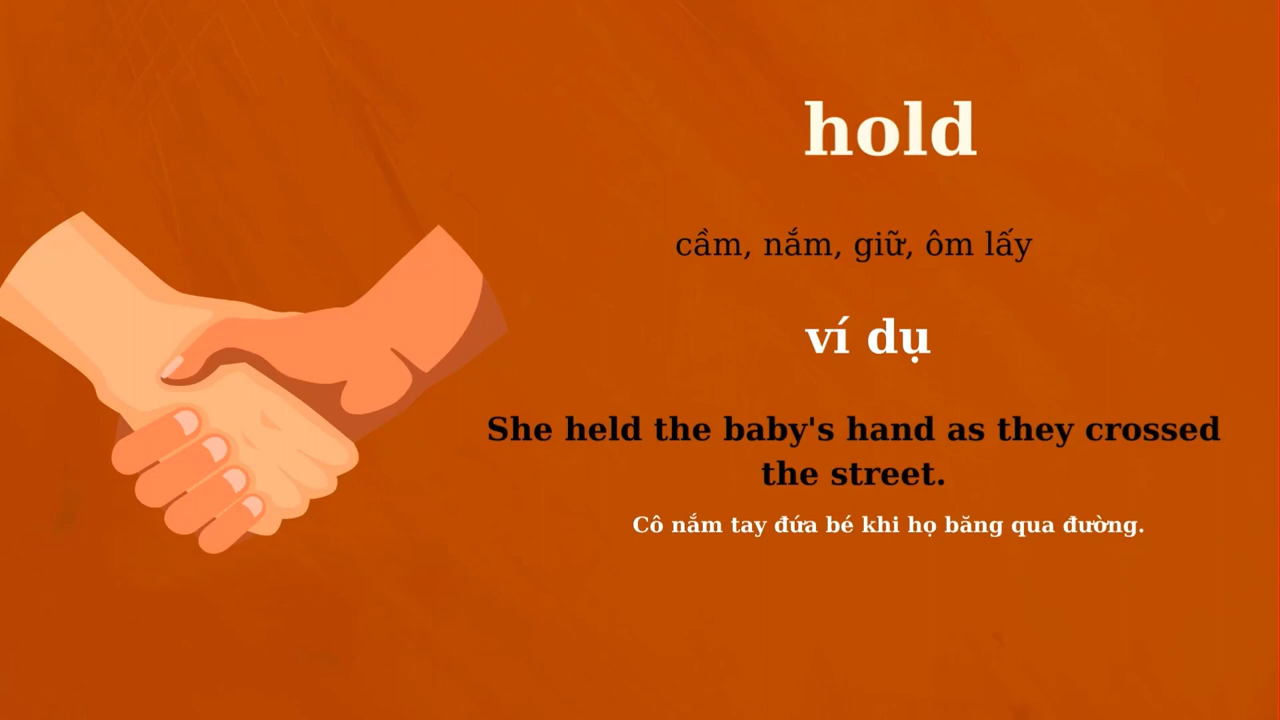 hold
cầm, nắm, giữ, ôm lấy
ví dụ
She held the baby's hand as they crossed
the street.
Cô nắm tay đứa bé khi họ băng qua đường.